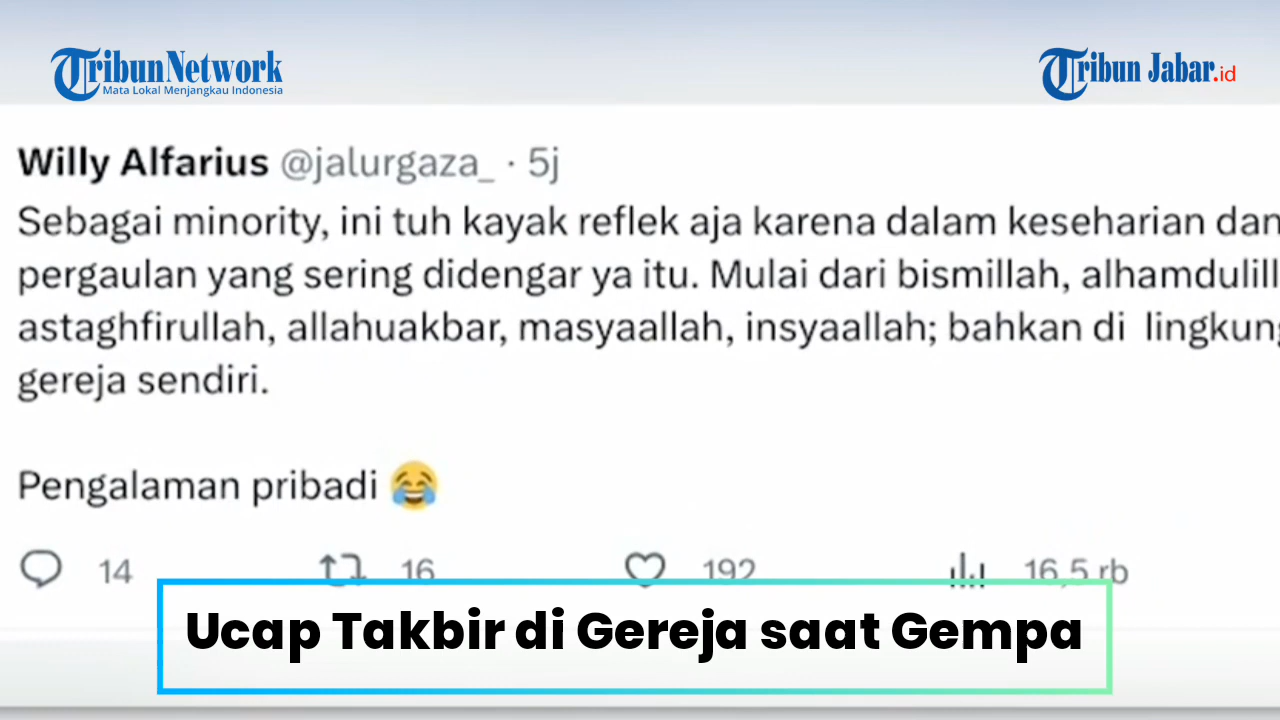 TribunNetwork
Mata Lokal Menjangkau Indonesia
Tribun Jabar.id
Willy Alfarius @jalurgaza_ · 5j
Sebagai minority, ini tuh kayak reflek aja karena dalam keseharian dan
pergaulan yang sering didengar ya itu. Mulai dari bismillah, alhamdulill
astaghfirullah, allahuakbar, masyaallah, insyaallah; bahkan di lingkung
gereja sendiri.
Pengalaman pribadi 😂
14 16 192 16,5 rb
Ucap Takbir di Gereja saat Gempa